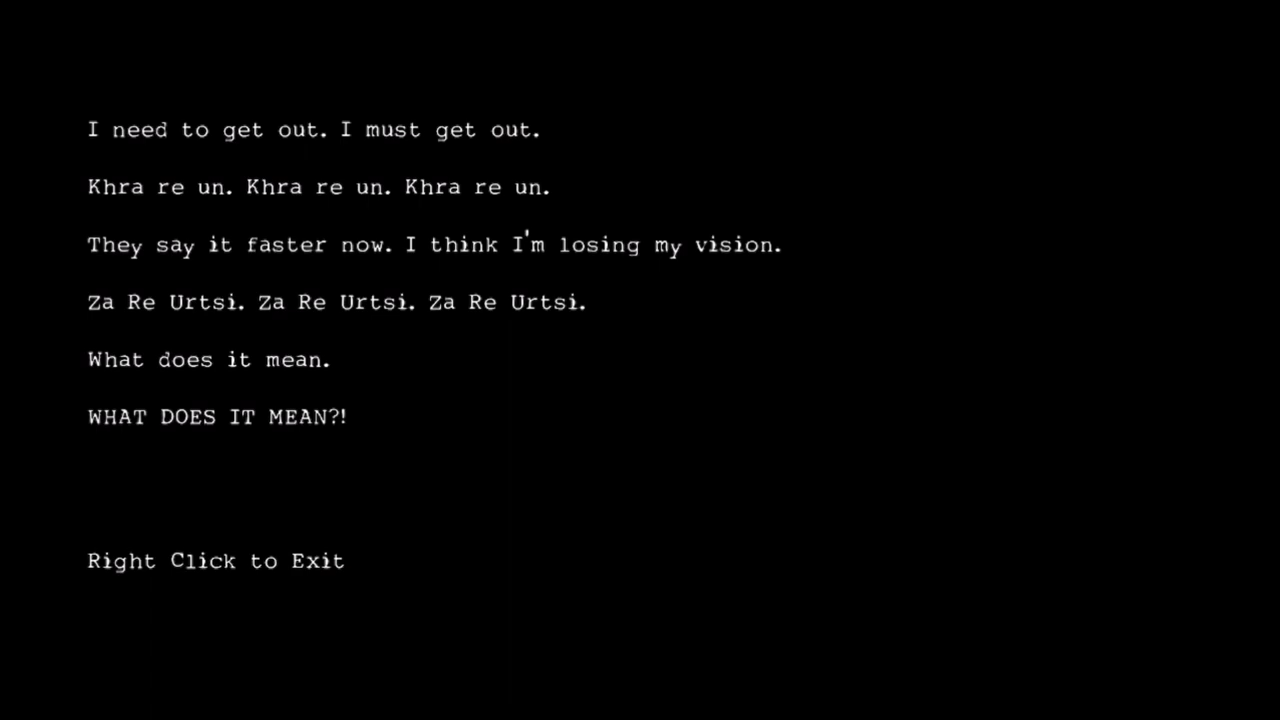 I need to get out. I must get out.
Khra re un. Khra re un. Khra re un.
They say it faster now. I think I'm losing my vision.
Za Re Urtsi. Za Re Urtsi. Za Re Urtsi.
What does it mean.
WHAT DOES IT MEAN?!
Right Click to Exit